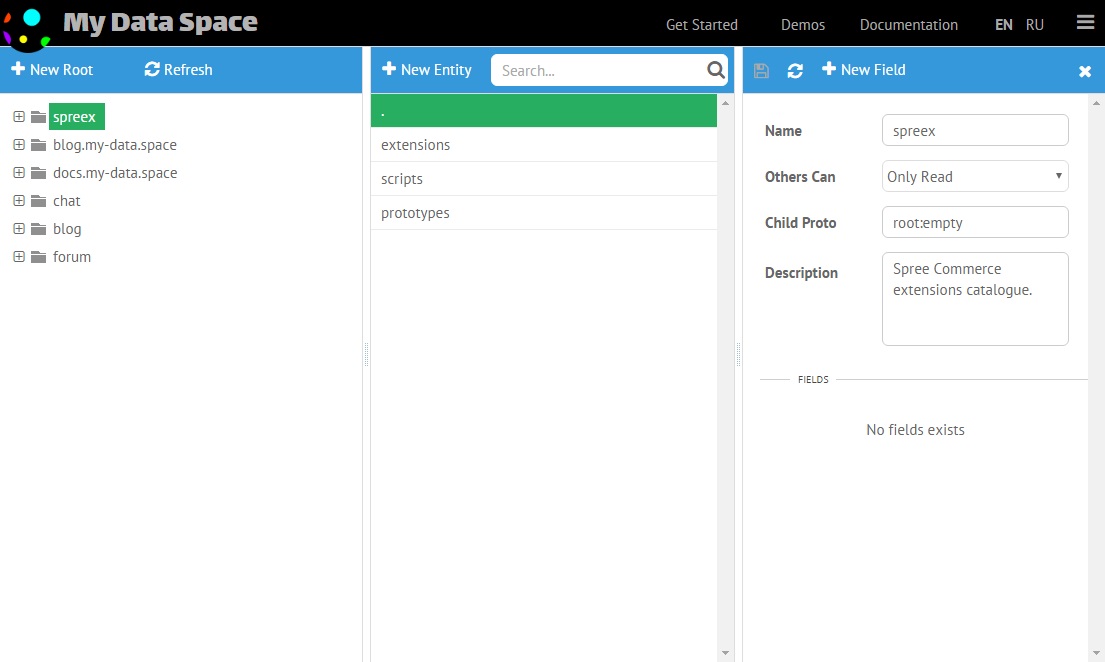 My Data Space
Get Started
Demos
Documentation
EN RU
New Root
Refresh
spreex
blog.my-data.space
docs.my-data.space
chat
blog
forum
New Entity
Search...
.
extensions
scripts
prototypes
New Field
Name
spreex
Others Can
Only Read
Child Proto
root:empty
Description
Spree Commerce
extensions catalogue.
FIELDS
No fields exists